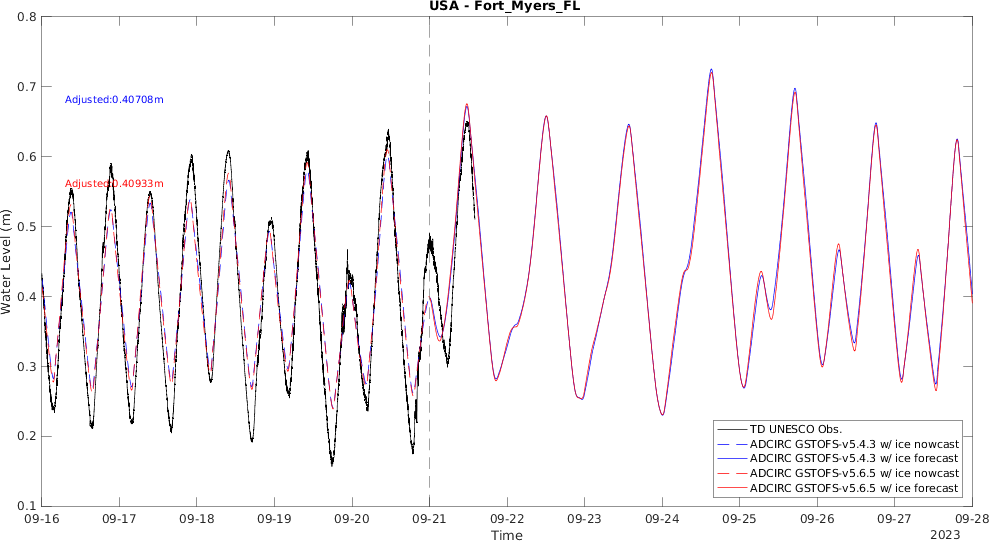 USA - Fort_Myers_FL
0.8
0.7
0.6
0.5
0.4
0.3
0.2
0.1
Water Level (m)
Adjusted:0.40708m
Adjusted:0.40933m
TD UNESCO Obs.
ADCIRC GSTOFS-v5.4.3 w/ ice nowcast
ADCIRC GSTOFS-v5.4.3 w/ ice forecast
ADCIRC GSTOFS-v5.6.5 w/ ice nowcast
ADCIRC GSTOFS-v5.6.5 w/ ice forecast
09-16 09-17 09-18 09-19 09-20 09-21 09-22 09-23 09-24 09-25 09-26 09-27 09-28
Time
2023